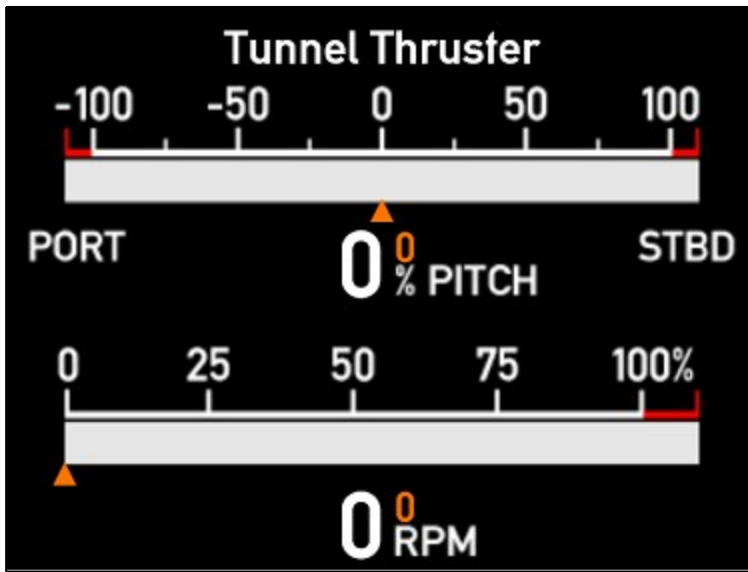 Tunnel Thruster
-100 -50 0 50 100
PORT STBD
0 0 % PITCH
0 25 50 75 100%
0 0 RPM